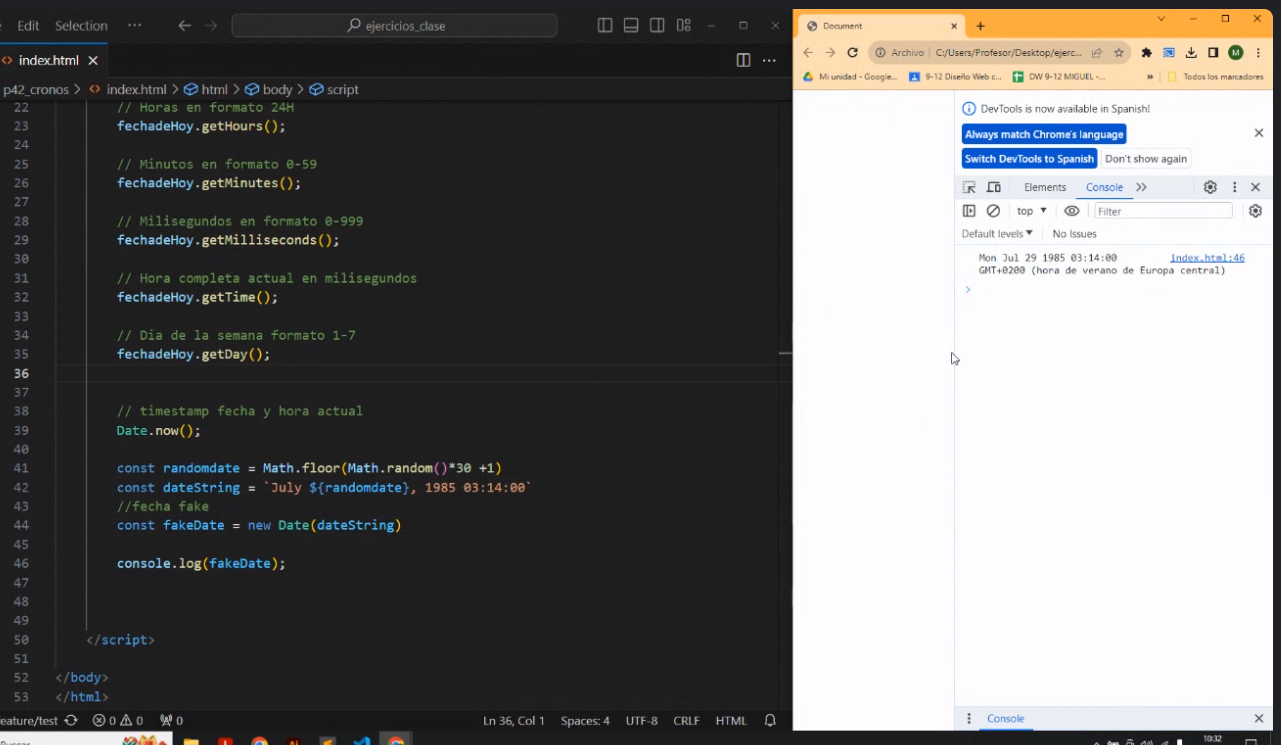 Edit Selection ··· ejercicios_clase
index.html
p42_cronos > index.html > html > body > script
22 // Horas en formato 24H
23 fechadeHoy.getHours();
24
25 // Minutos en formato 0-59
26 fechadeHoy.getMinutes();
27
28 // Milisegundos en formato 0-999
29 fechadeHoy.getMilliseconds();
30
31 // Hora completa actual en milisegundos
32 fechadeHoy.getTime();
33
34 // Dia de la semana formato 1-7
35 fechadeHoy.getDay();
36
37
38 // timestamp fecha y hora actual
39 Date.now();
40
41 const randomdate = Math.floor(Math.random()*30 +1)
42 const dateString = `July ${randomdate}, 1985 03:14:00`
43 //fecha fake
44 const fakeDate = new Date(dateString)
45
46 console.log(fakeDate);
47
48
49
50 </script>
51
52 </body>
53 </html>
eature/test 0 0 0 Ln 36, Col 1 Spaces: 4 UTF-8 CRLF HTML
Buscar
Document
Archivo C:/Users/Profesor/Desktop/ejerc... M
Mi unidad - Google... 9-12 Diseño Web c... DW 9-12 MIGUEL -... » Todos los marcadores
DevTools is now available in Spanish!
Always match Chrome's language
Switch DevTools to Spanish Don't show again
Elements Console »
top Filter
Default levels No Issues
Mon Jul 29 1985 03:14:00 index.html:46
GMT+0200 (hora de verano de Europa central)
>
Console
10:32